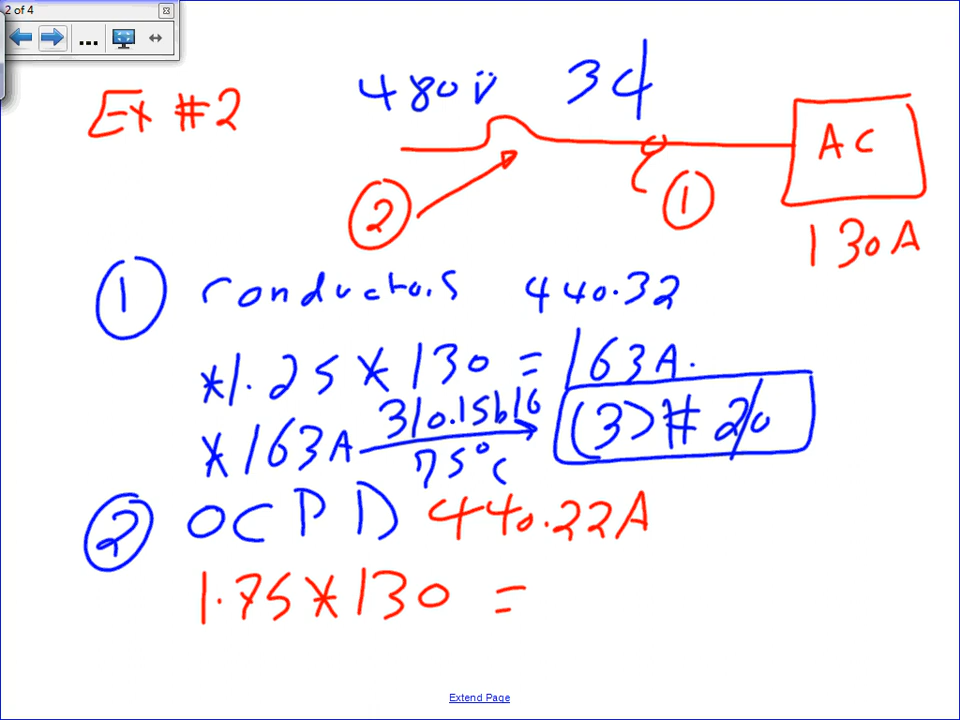 2 of 4
...
Ex #2
480V 3ϕ
AC
②
①
130A
① conductors 440.32
*1.25 * 130 = 163A.
*163A 310.15b16 75°C (3) # 2/0
② OCPD 440.22A
1.75 * 130 =
Extend Page